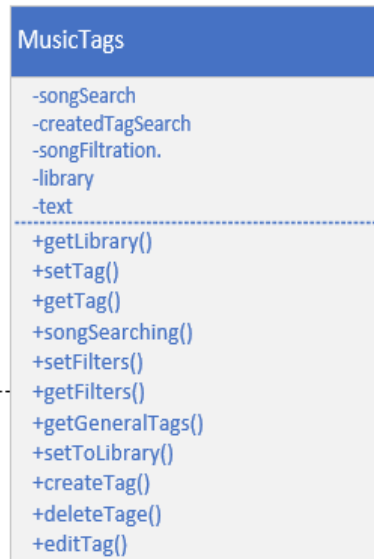 MusicTags
-songSearch
-createdTagSearch
-songFiltration.
-library
-text
+getLibrary()
+setTag()
+getTag()
+songSearching()
+setFilters()
+getFilters()
+getGeneralTags()
+setToLibrary()
+createTag()
+deleteTage()
+editTag()